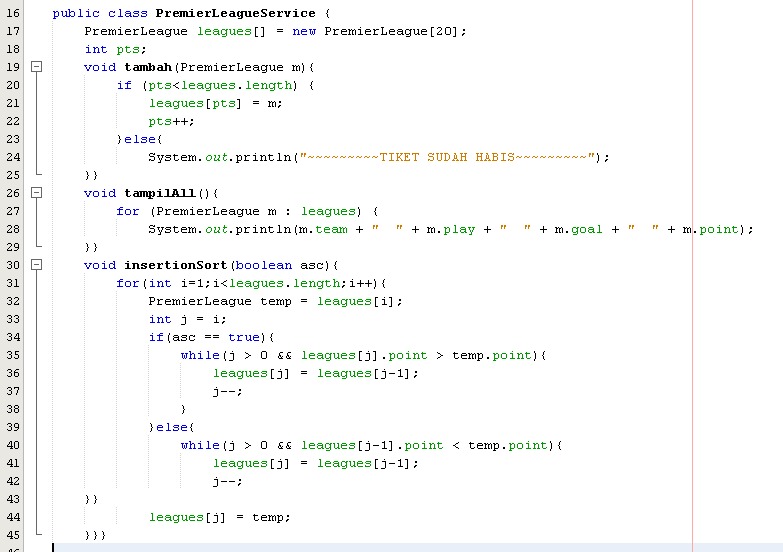 16 public class PremierLeagueService {
17     PremierLeague leagues[] = new PremierLeague[20];
18     int pts;
19     void tambah(PremierLeague m){
20         if (pts<leagues.length) {
21             leagues[pts] = m;
22             pts++;
23         }else{
24             System.out.println("~~~~~~~~~TIKET SUDAH HABIS~~~~~~~~~");
25     }}
26     void tampilAll(){
27         for (PremierLeague m : leagues) {
28             System.out.println(m.team + "  " + m.play + "  " + m.goal + "  " + m.point);
29     }}
30     void insertionSort(boolean asc){
31         for(int i=1;i<leagues.length;i++){
32             PremierLeague temp = leagues[i];
33             int j = i;
34             if(asc == true){
35                 while(j > 0 && leagues[j].point > temp.point){
36                     leagues[j] = leagues[j-1];
37                     j--;
38                 }
39             }else{
40                 while(j > 0 && leagues[j-1].point < temp.point){
41                     leagues[j] = leagues[j-1];
42                     j--;
43     }}
44             leagues[j] = temp;
45     }}}